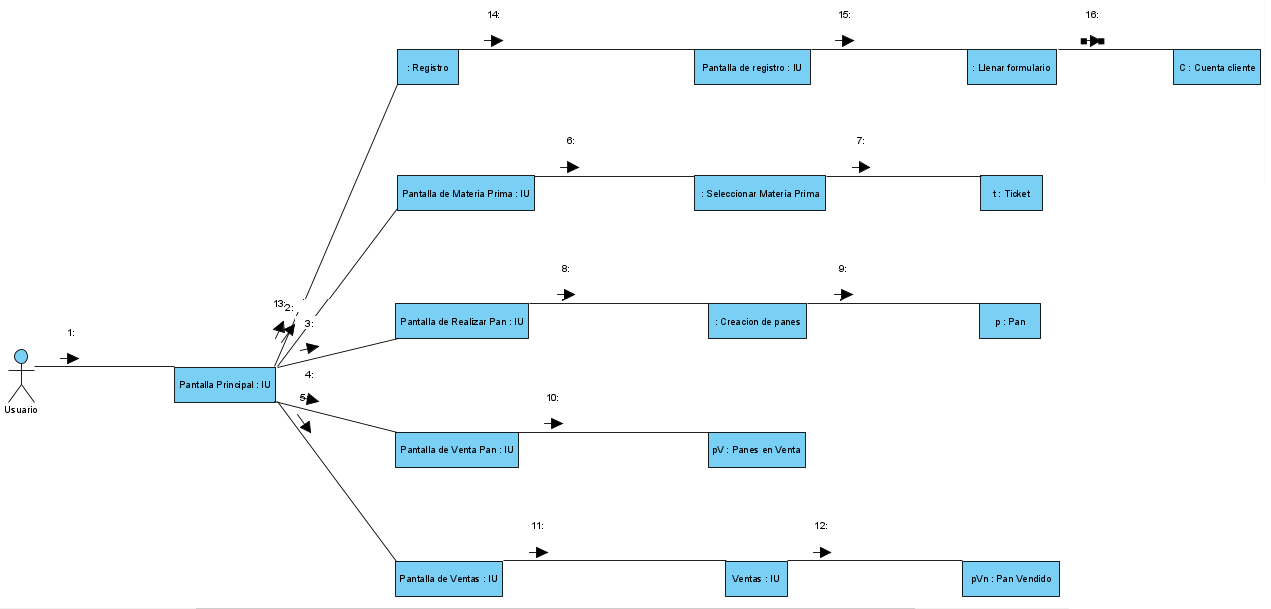 14:
15:
16:
: Registro
Pantalla de registro : IU
: Llenar formulario
C : Cuenta cliente
6:
7:
Pantalla de Materia Prima : IU
: Seleccionar Materia Prima
t : Ticket
8:
9:
13:
2:
3:
Pantalla de Realizar Pan : IU
: Creacion de panes
p : Pan
1:
Usuario
Pantalla Principal : IU
4:
5:
10:
Pantalla de Venta Pan : IU
pV : Panes en Venta
11:
12:
Pantalla de Ventas : IU
Ventas : IU
pVn : Pan Vendido